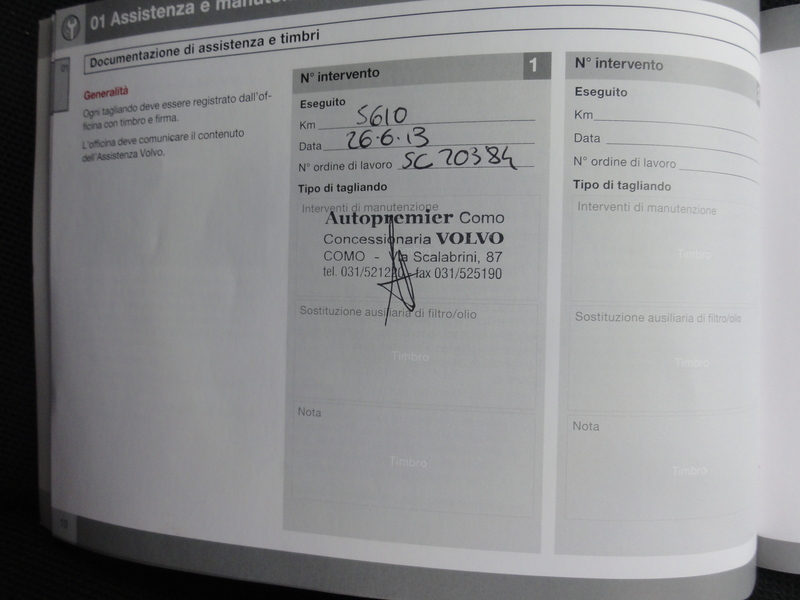 01 Assistenza e
Documentazione di assistenza e timbri
01
Generalità
Ogni tagliando deve essere registrato dall'of-
ficina con timbro e firma.
L'officina deve comunicare il contenuto
dell'Assistenza Volvo.
N° intervento 1
Eseguito
Km 5610
Data 26.6.13
N° ordine di lavoro SC 20384
Tipo di tagliando
Interventi di manutenzione
Autopremier Como
Concessionaria VOLVO
COMO - Via Scalabrini, 87
tel. 031/521220 - fax 031/525190
Sostituzione ausiliaria di filtro/olio
Timbro
Nota
Timbro
N° intervento
Eseguito
Km
Data
N° ordine di lavoro
Tipo di tagliando
Interventi di manutenzione
Timbro
Sostituzione ausiliaria di filtro/olio
Timbro
Nota
Timbro